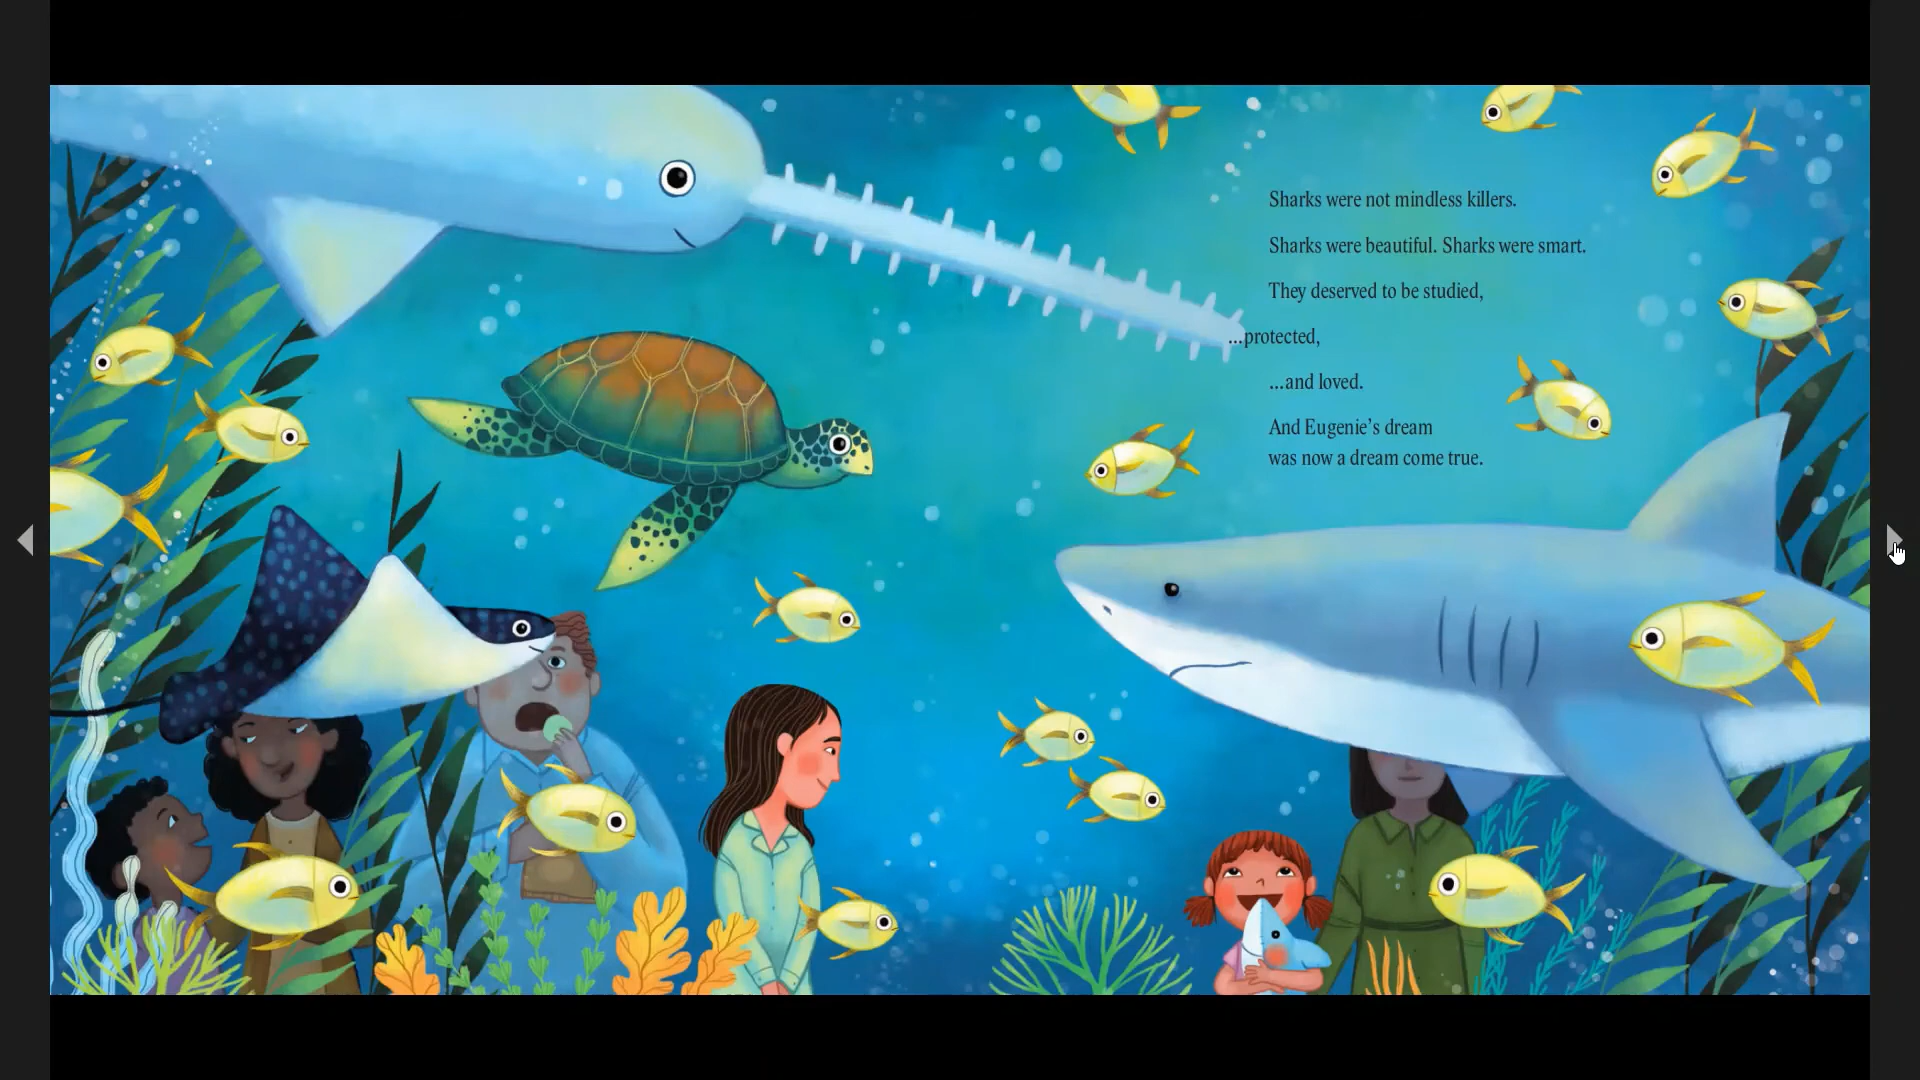 Sharks were not mindless killers.
Sharks were beautiful. Sharks were smart.
They deserved to be studied,
...protected,
...and loved.
And Eugenie’s dream
was now a dream come true.